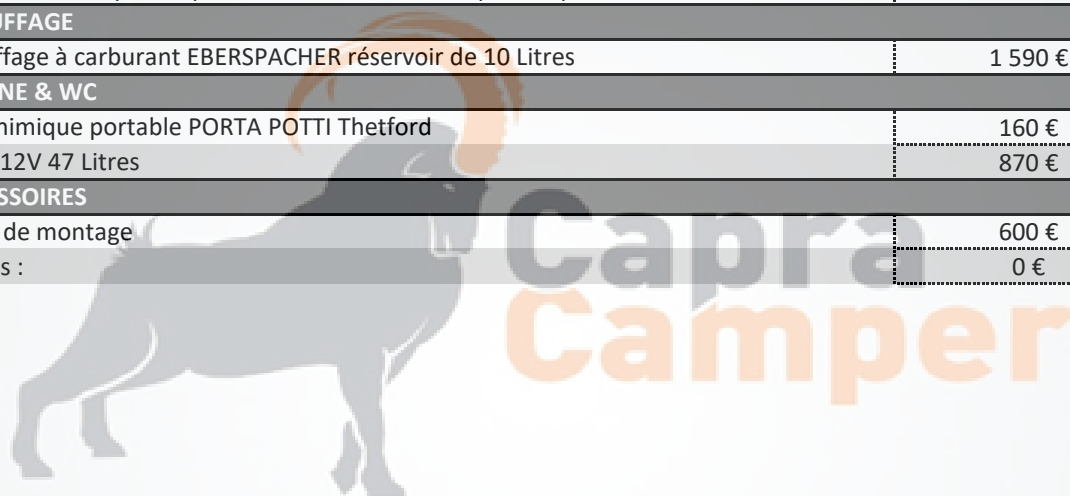 UFFAGE
ffage à carburant EBERSPACHER réservoir de 10 Litres 1 590 €
NE & WC
himique portable PORTA POTTI Thetford 160 €
12V 47 Litres 870 €
SSOIRES
de montage 600 €
s : 0 €
Capra
Camper